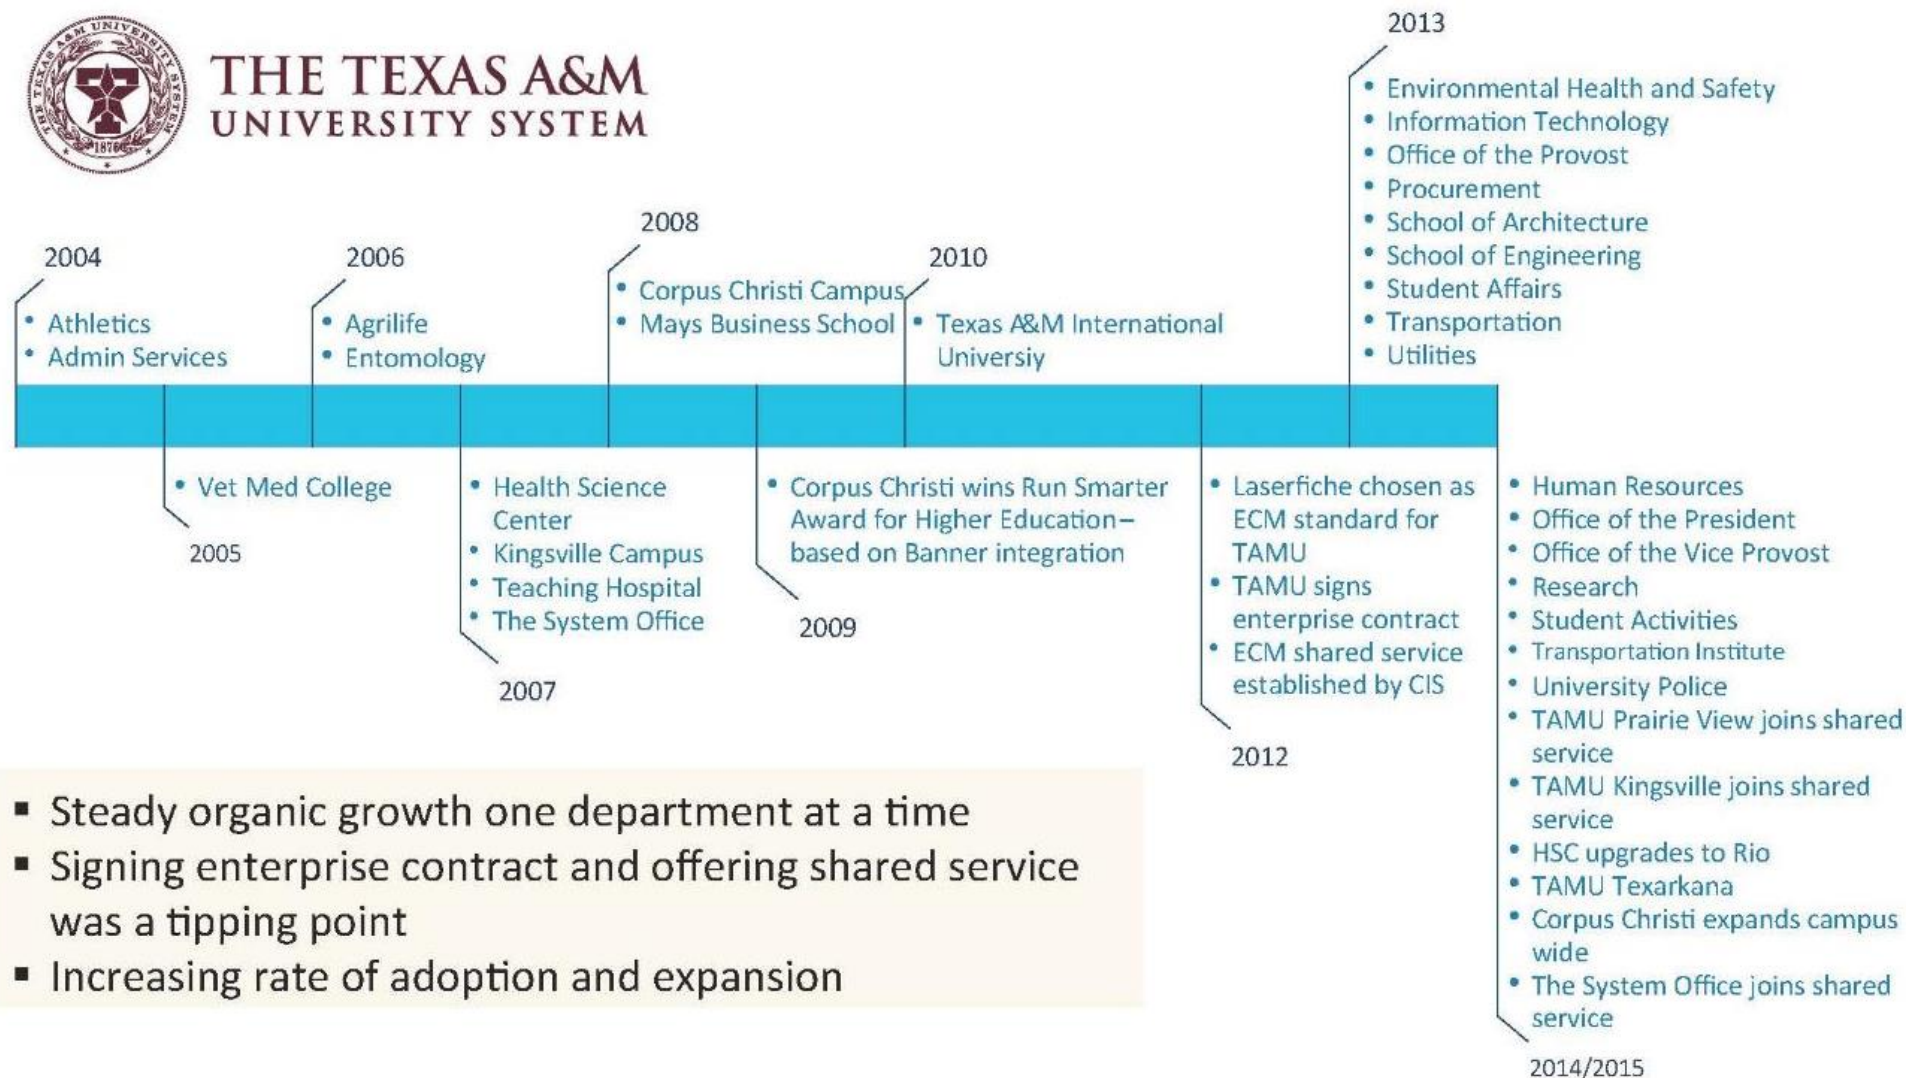 THE TEXAS A&M UNIVERSITY SYSTEM
1876
THE TEXAS A&M
UNIVERSITY SYSTEM
2004
• Athletics
• Admin Services
• Vet Med College
2005
2006
• Agrilife
• Entomology
• Health Science
Center
• Kingsville Campus
• Teaching Hospital
• The System Office
2007
2008
• Corpus Christi Campus
• Mays Business School
• Corpus Christi wins Run Smarter
Award for Higher Education–
based on Banner integration
2009
2010
• Texas A&M International
Universiy
• Laserfiche chosen as
ECM standard for
TAMU
• TAMU signs
enterprise contract
• ECM shared service
established by CIS
2012
2013
• Environmental Health and Safety
• Information Technology
• Office of the Provost
• Procurement
• School of Architecture
• School of Engineering
• Student Affairs
• Transportation
• Utilities
• Human Resources
• Office of the President
• Office of the Vice Provost
• Research
• Student Activities
• Transportation Institute
• University Police
• TAMU Prairie View joins shared
service
• TAMU Kingsville joins shared
service
• HSC upgrades to Rio
• TAMU Texarkana
• Corpus Christi expands campus
wide
• The System Office joins shared
service
2014/2015
▪ Steady organic growth one department at a time
▪ Signing enterprise contract and offering shared service
was a tipping point
▪ Increasing rate of adoption and expansion